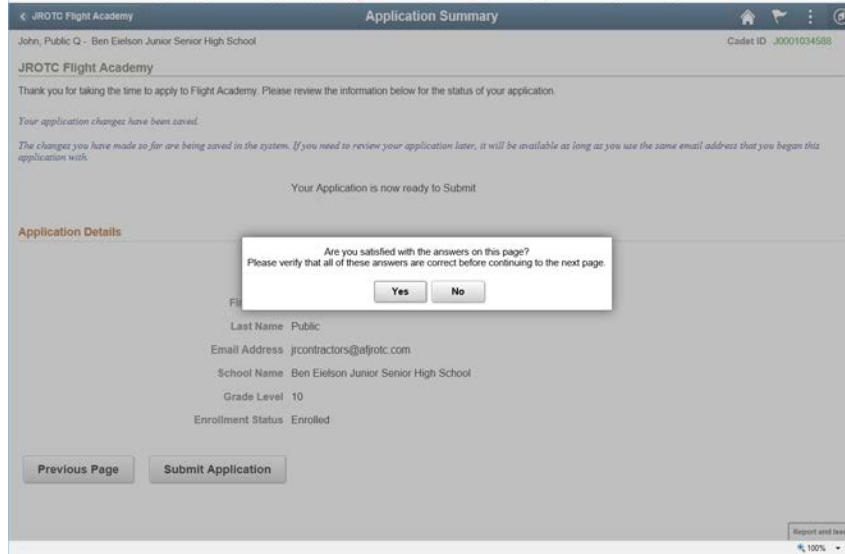 JROTC Flight Academy
Application Summary
John, Public Q - Ben Eielson Junior Senior High School
Cadet ID J0001034588
JROTC Flight Academy
Thank you for taking the time to apply to Flight Academy. Please review the information below for the status of your application.
Your application changes have been saved.
The changes you have made so far are being saved in the system. If you need to review your application later, it will be available as long as you use the same email address that you began this
application with.
Your Application is now ready to Submit
Application Details
Are you satisfied with the answers on this page?
Please verify that all of these answers are correct before continuing to the next page.
Yes No
Last Name Public
Email Address jrcontractors@afjrotc.com
School Name Ben Eielson Junior Senior High School
Grade Level 10
Enrollment Status Enrolled
Previous Page Submit Application
Report and
100%